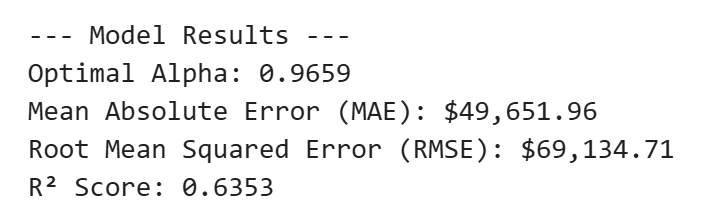 --- Model Results ---
Optimal Alpha: 0.9659
Mean Absolute Error (MAE): $49,651.96
Root Mean Squared Error (RMSE): $69,134.71
R² Score: 0.6353